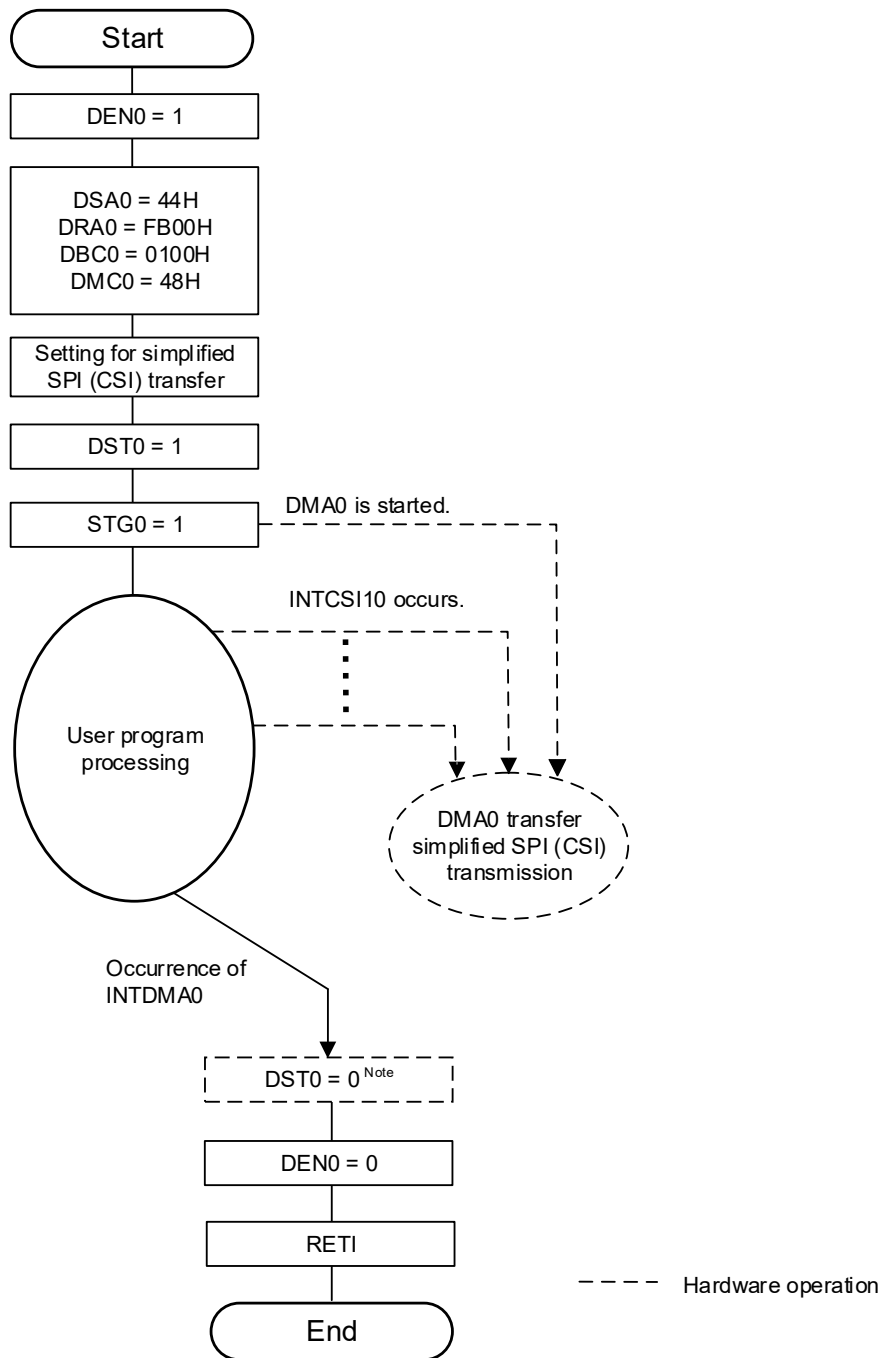 Start
DEN0 = 1
DSA0 = 44H
DRA0 = FB00H
DBC0 = 0100H
DMC0 = 48H
Setting for simplified
SPI (CSI) transfer
DST0 = 1
STG0 = 1
DMA0 is started.
INTCSI10 occurs.
User program
processing
DMA0 transfer
simplified SPI (CSI)
transmission
Occurrence of
INTDMA0
DST0 = 0 Note
DEN0 = 0
RETI
Hardware operation
End